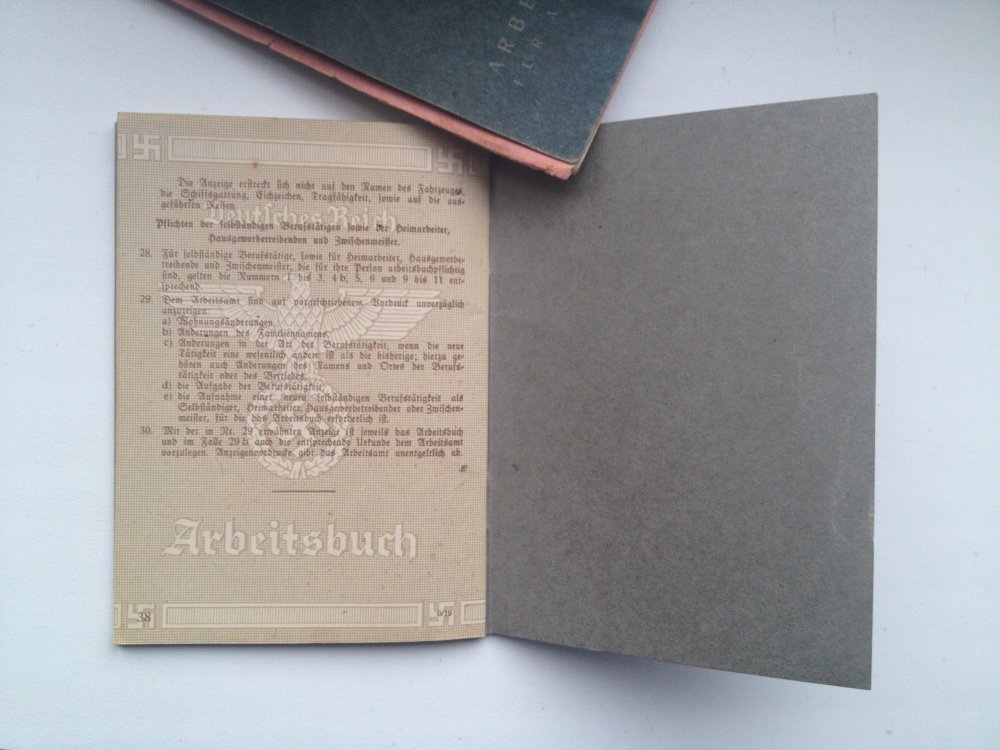 ARBE
FÜR A
Die Anzeige erstreckt sich nicht auf den Namen des Fahrzeugs,
die Schiffsgattung, Eichzeichen, Tragfähigkeit, sowie auf die aus-
geführten Reisen.
Deutsches Reich
Pflichten der selbständigen Berufstätigen sowie der Heimarbeiter,
Hausgewerbetreibenden und Zwischenmeister.
28. Für selbständige Berufstätige, sowie für Heimarbeiter, Hausgewerbe-
treibende und Zwischenmeister, die für ihre Person arbeitsbuchpflichtig
sind, gelten die Nummern 1 bis 3, 4 b, 5, 6 und 9 bis 11 ent-
sprechend.
29. Dem Arbeitsamt sind auf vorgeschriebenem Vordruck unverzüglich
anzuzeigen:
a) Wohnungsänderungen,
b) Änderungen des Familiennamens,
c) Änderungen in der Art der Berufstätigkeit, wenn die neue
Tätigkeit eine wesentlich andere ist als die bisherige; hierzu ge-
hören auch Änderungen des Namens und Ortes der Berufs-
tätigkeit oder des Betriebes,
d) die Aufgabe der Berufstätigkeit,
e) die Aufnahme einer neuen selbständigen Berufstätigkeit als
Selbständiger, Heimarbeiter, Hausgewerbetreibender oder Zwischen-
meister, für die das Arbeitsbuch erforderlich ist.
30. Mit der in Nr. 29 erwähnten Anzeige ist jeweils das Arbeitsbuch
und im Falle 29 b auch die entsprechende Urkunde dem Arbeitsamt
vorzulegen. Anzeigenvordrucke gibt das Arbeitsamt unentgeltlich ab.
Arbeitsbuch
38